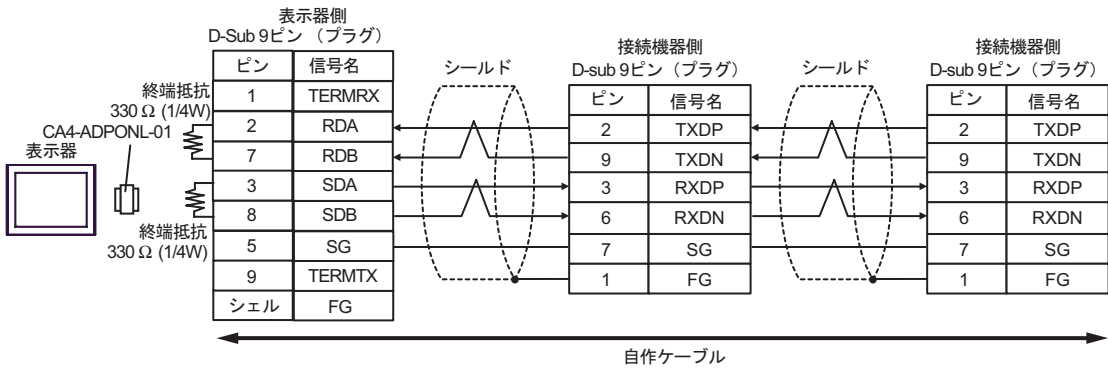 表示器側
D-Sub 9ピン （プラグ）
ピン 信号名
1 TERMRX
2 RDA
7 RDB
3 SDA
8 SDB
5 SG
9 TERMTX
シェル FG
終端抵抗
330 Ω (1/4W)
CA4-ADPONL-01
表示器
終端抵抗
330 Ω (1/4W)
シールド
接続機器側
D-sub 9ピン（プラグ）
ピン 信号名
2 TXDP
9 TXDN
3 RXDP
6 RXDN
7 SG
1 FG
シールド
接続機器側
D-sub 9ピン（プラグ）
ピン 信号名
2 TXDP
9 TXDN
3 RXDP
6 RXDN
7 SG
1 FG
自作ケーブル